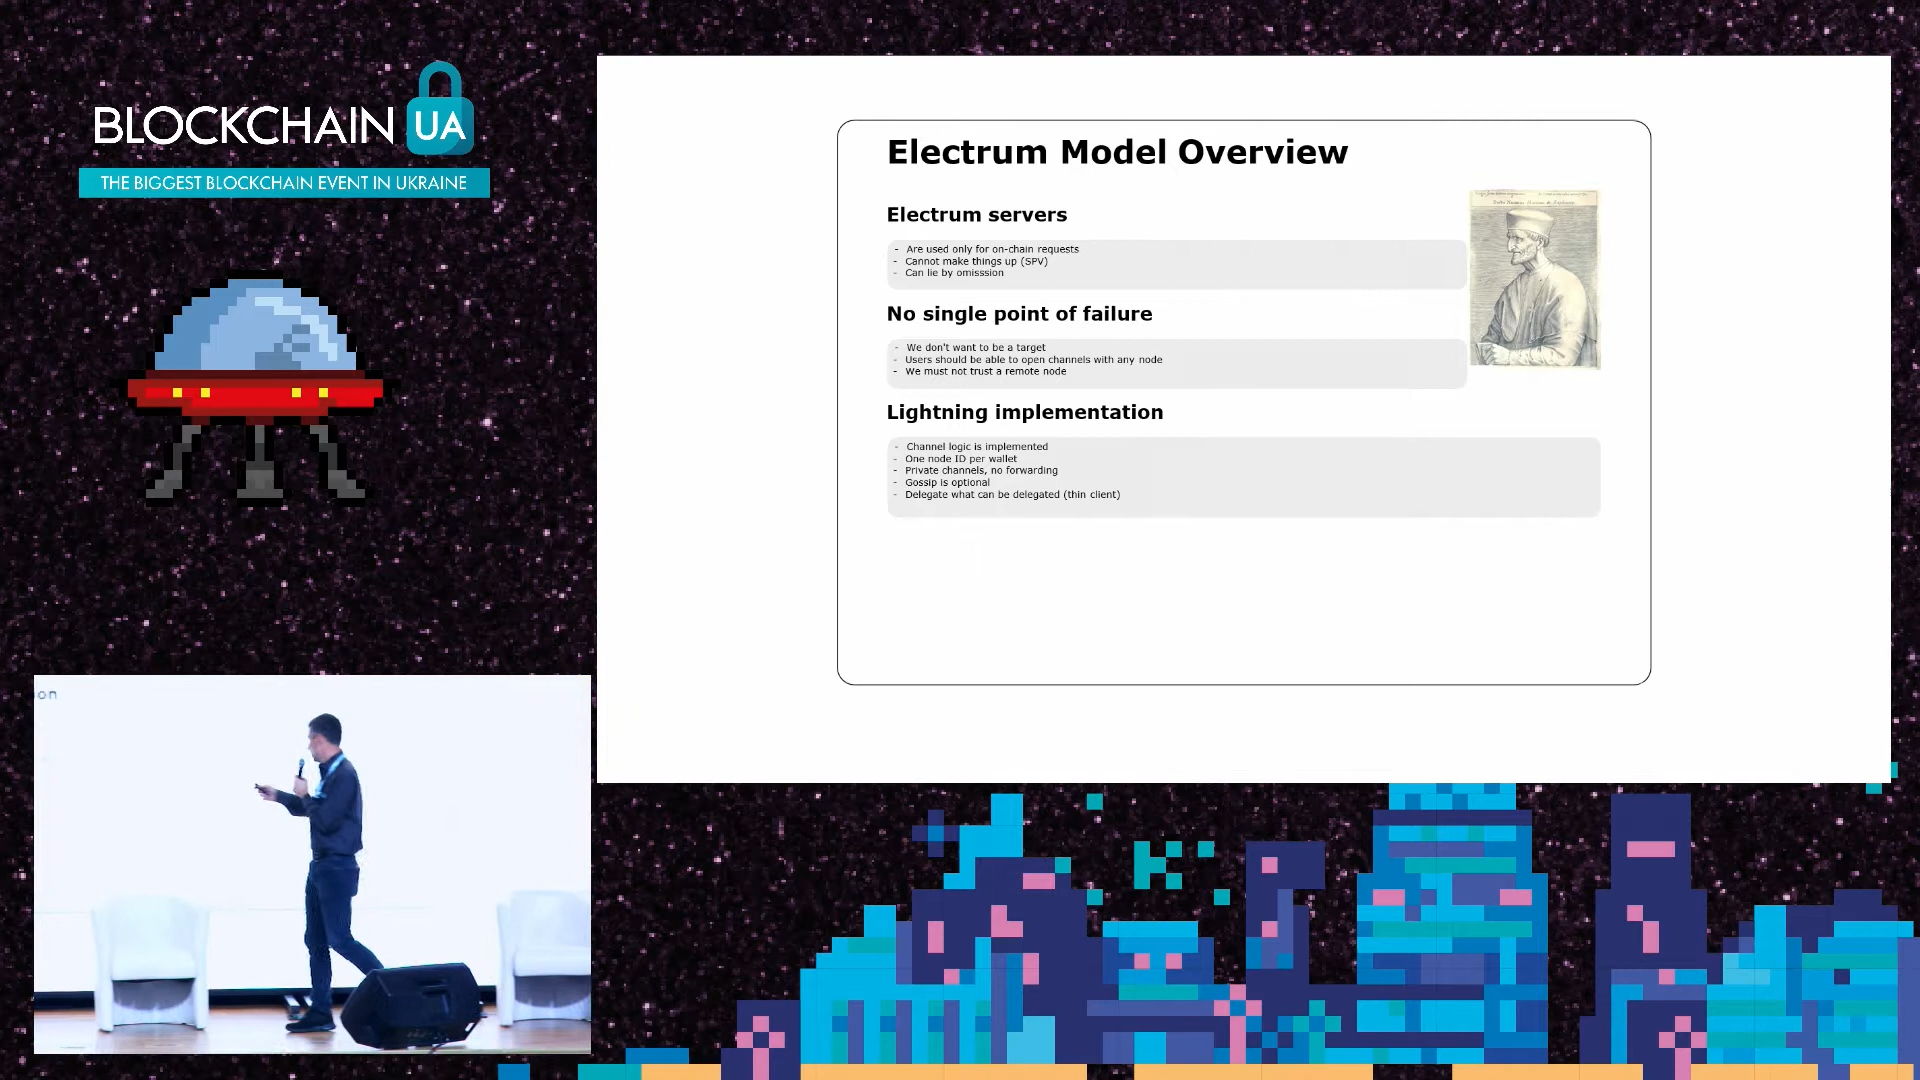 BLOCKCHAIN UA
THE BIGGEST BLOCKCHAIN EVENT IN UKRAINE
Electrum Model Overview
Electrum servers
- Are used only for on-chain requests
- Cannot make things up (SPV)
- Can lie by omisssion
No single point of failure
- We don't want to be a target
- Users should be able to open channels with any node
- We must not trust a remote node
Lightning implementation
- Channel logic is implemented
- One node ID per wallet
- Private channels, no forwarding
- Gossip is optional
- Delegate what can be delegated (thin client)
on